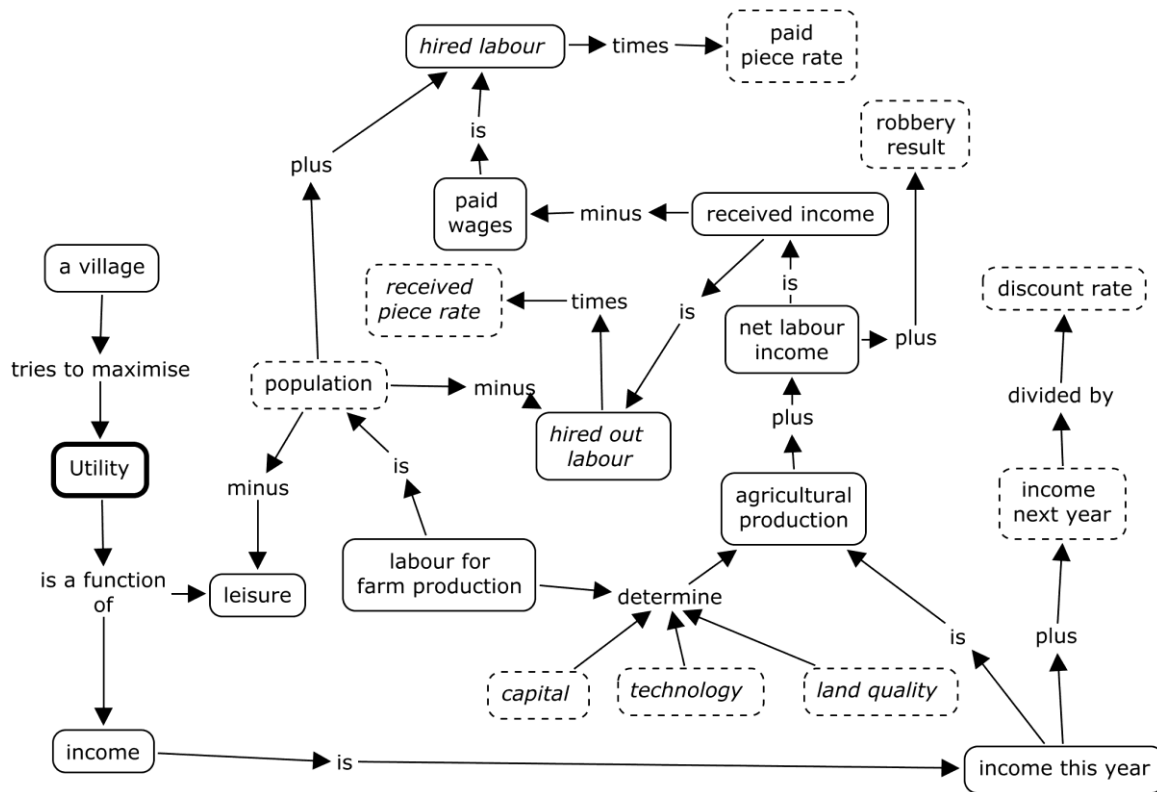 hired labour
times
paid
piece rate
robbery
result
is
plus
paid
wages
minus
received income
a village
received
piece rate
times
is
is
discount rate
net labour
income
plus
tries to maximise
population
minus
divided by
plus
hired out
labour
Utility
is
minus
agricultural
production
income
next year
labour for
farm production
is a function
of
leisure
determine
is
plus
capital
technology
land quality
income
is
income this year